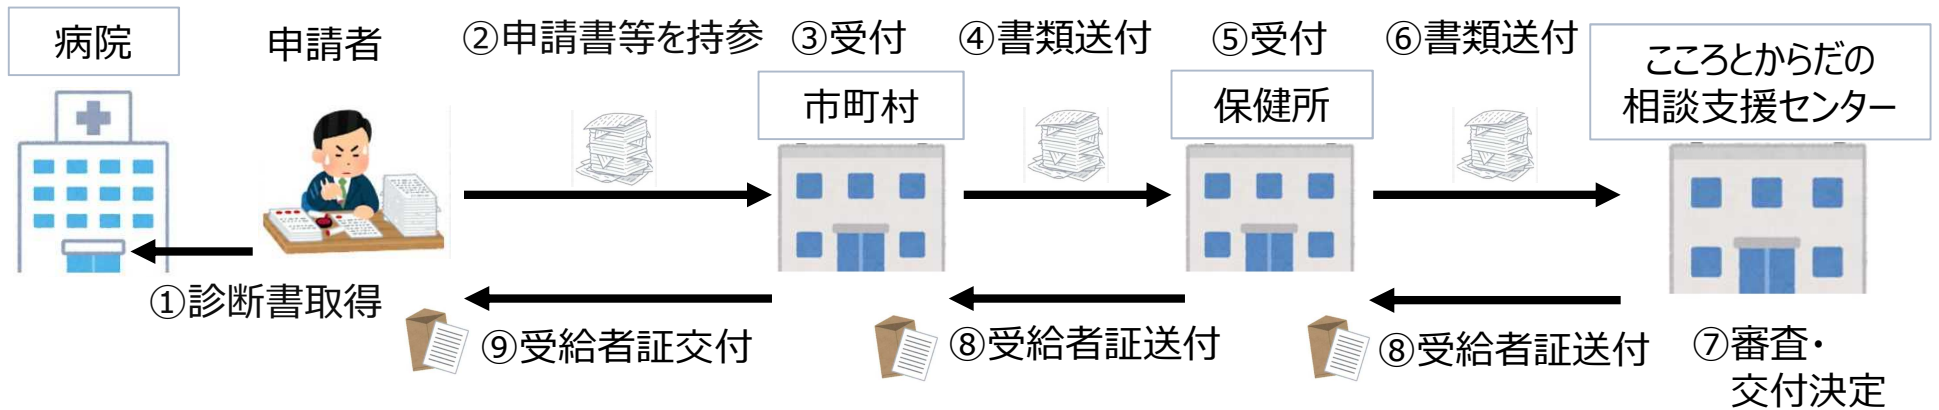 病院
申請者
②申請書等を持参
③受付
④書類送付
⑤受付
⑥書類送付
こころとからだの
相談支援センター
市町村
保健所
①診断書取得
⑨受給者証交付
⑧受給者証送付
⑧受給者証送付
⑦審査・
交付決定